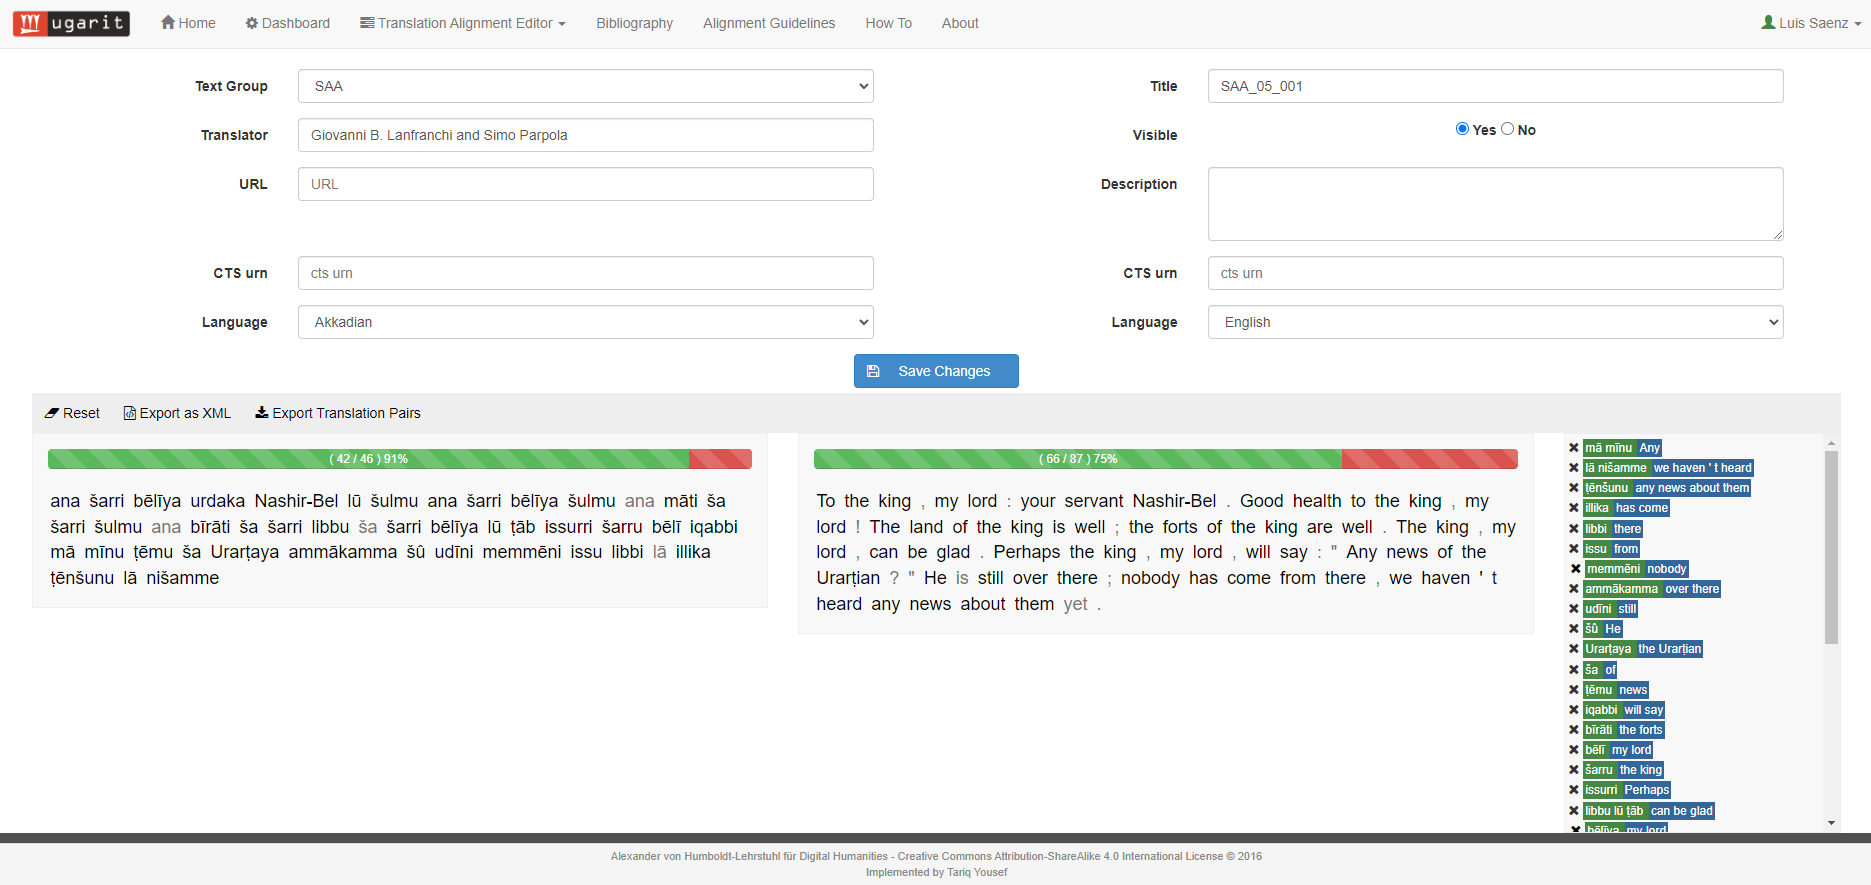 ugarit Home Dashboard Translation Alignment Editor Bibliography Alignment Guidelines How To About Luis Saenz
Text Group SAA Title SAA_05_001
Translator Giovanni B. Lanfranchi and Simo Parpola Visible Yes No
URL URL Description
CTS urn cts urn CTS urn cts urn
Language Akkadian Language English
Save Changes
Reset Export as XML Export Translation Pairs
( 42 / 46 ) 91%
ana šarri bēlīya urdaka Nashir-Bel lū šulmu ana šarri bēlīya šulmu ana māti ša
šarri šulmu ana bīrāti ša šarri libbu ša šarri bēlīya lū ṭāb issurri šarru bēlī iqabbi
mā mīnu ṭēmu ša Urarṭaya ammākamma šû udīni memmēni issu libbi lā illika
ṭēnšunu lā nišamme
( 66 / 87 ) 75%
To the king , my lord : your servant Nashir-Bel . Good health to the king , my
lord ! The land of the king is well ; the forts of the king are well . The king , my
lord , can be glad . Perhaps the king , my lord , will say : " Any news of the
Urarṭian ? " He is still over there ; nobody has come from there , we haven ' t
heard any news about them yet .
mā mīnu Any
lā nišamme we haven ' t heard
ṭēnšunu any news about them
illika has come
libbi there
issu from
memmēni nobody
ammākamma over there
udīni still
šû He
Urarṭaya the Urarṭian
ša of
ṭēmu news
iqabbi will say
bīrāti the forts
bēlī my lord
šarru the king
issurri Perhaps
libbu lū ṭāb can be glad
bēlīya my lord
Alexander von Humboldt-Lehrstuhl für Digital Humanities - Creative Commons Attribution-ShareAlike 4.0 International License © 2016
Implemented by Tariq Yousef